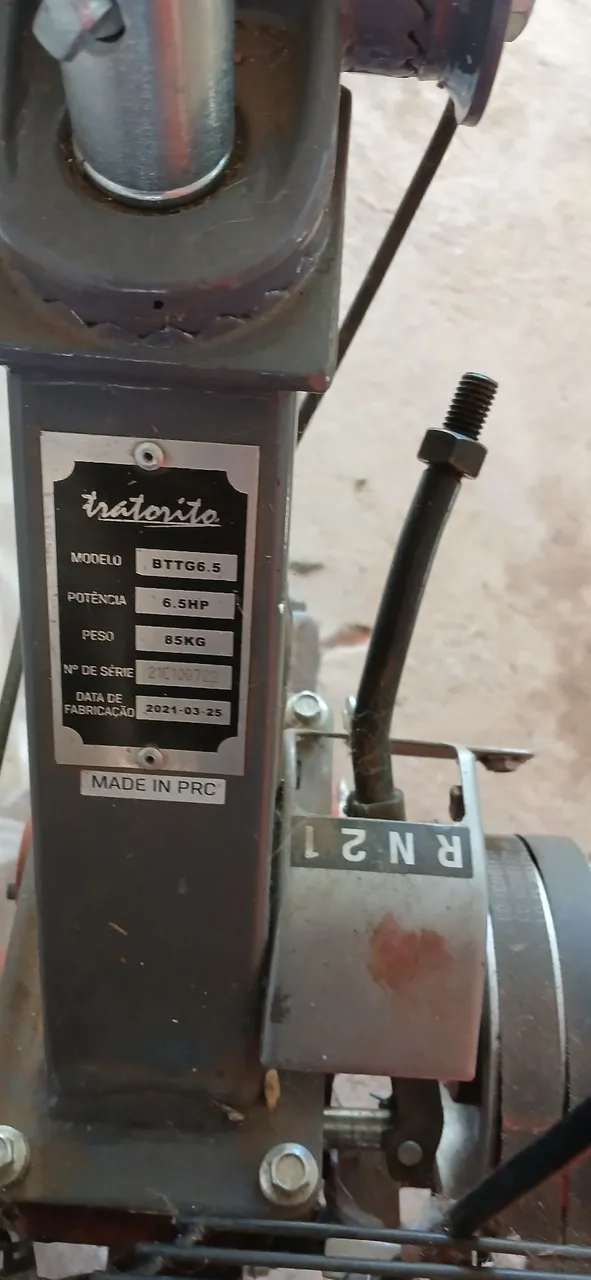 tratorito
MODELO BTTG6.5
POTÊNCIA 6.5HP
PESO 85KG
Nº DE SÉRIE
DATA DE
FABRICAÇÃO 2021-03-25
MADE IN PRC
R N 2 1